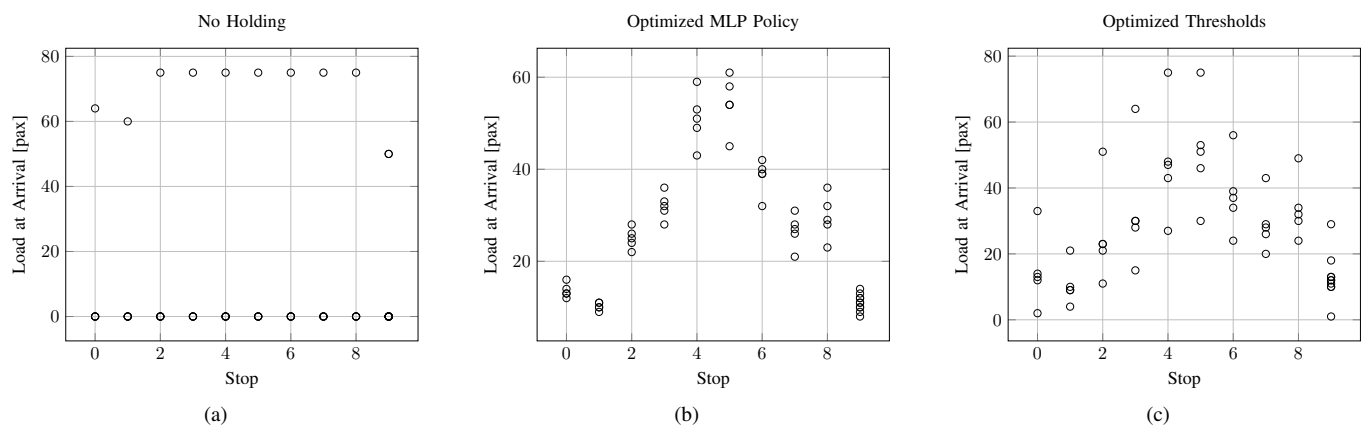 No Holding
Load at Arrival [pax]
80
60
40
20
0
0 2 4 6 8
Stop
(a)
Optimized MLP Policy
Load at Arrival [pax]
60
40
20
0 2 4 6 8
Stop
(b)
Optimized Thresholds
Load at Arrival [pax]
80
60
40
20
0
0 2 4 6 8
Stop
(c)